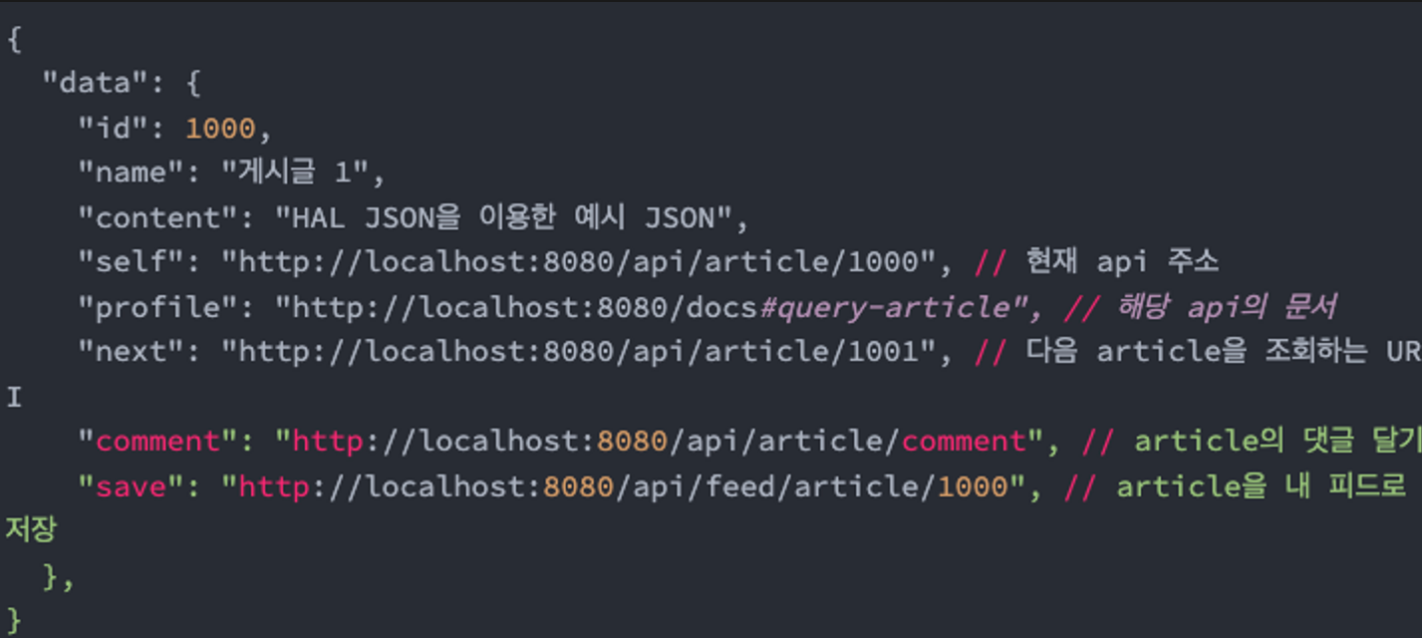 {
  "data": {
    "id": 1000,
    "name": "게시글 1",
    "content": "HAL JSON을 이용한 예시 JSON",
    "self": "http://localhost:8080/api/article/1000", // 현재 api 주소
    "profile": "http://localhost:8080/docs#query-article", // 해당 api의 문서
    "next": "http://localhost:8080/api/article/1001", // 다음 article을 조회하는 UR
I
    "comment": "http://localhost:8080/api/article/comment", // article의 댓글 달기
    "save": "http://localhost:8080/api/feed/article/1000", // article을 내 피드로
저장
  },
}